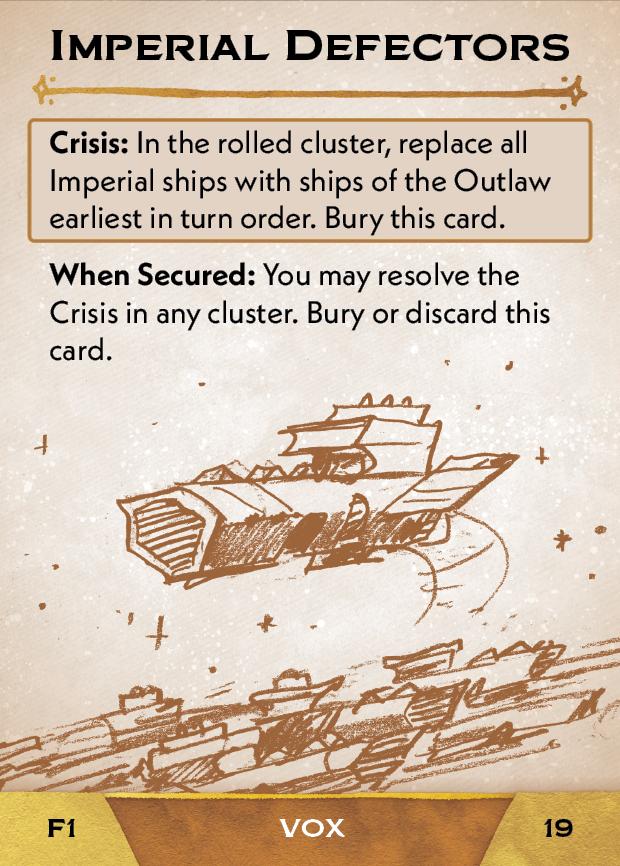 Imperial Defectors
Crisis: In the rolled cluster, replace all
Imperial ships with ships of the Outlaw
earliest in turn order. Bury this card.
When Secured: You may resolve the
Crisis in any cluster. Bury or discard this
card.
F1 VOX 19